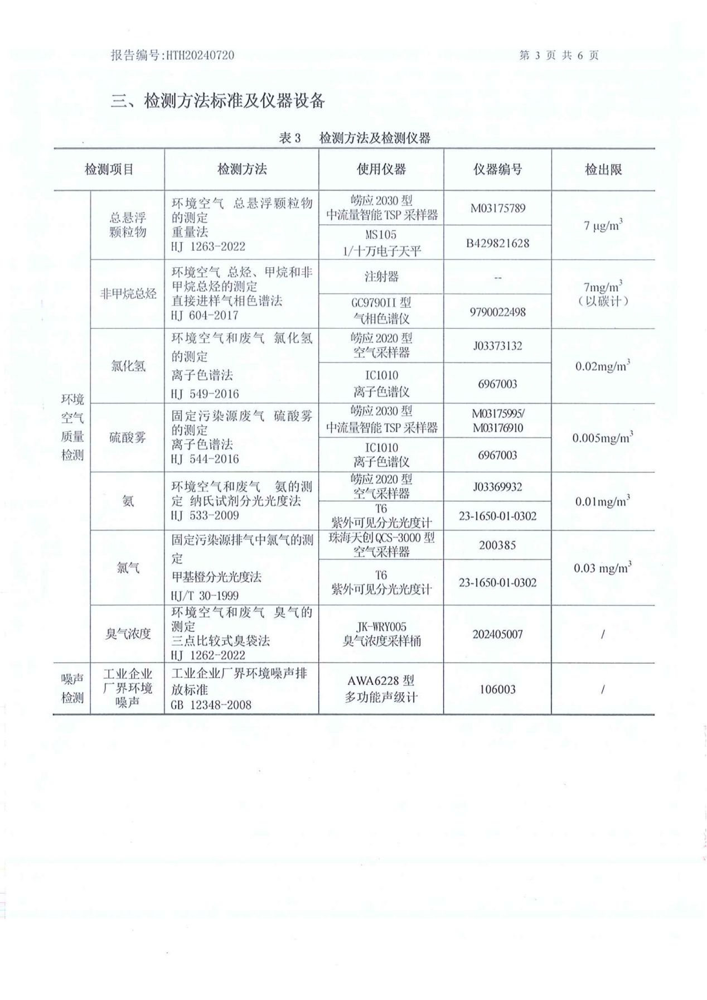 报告编号:HTH20240720
第 3 页 共 6 页
三、检测方法标准及仪器设备
表 3 检测方法及检测仪器
检测项目
检测方法
使用仪器
仪器编号
检出限
环境
空气
质量
检测
总悬浮
颗粒物
环境空气 总悬浮颗粒物
的测定
重量法
HJ 1263-2022
崂应 2030 型
中流量智能 TSP 采样器
M03175789
MS105
1/十万电子天平
B429821628
7 μg/m³
非甲烷总烃
环境空气 总烃、甲烷和非
甲烷总烃的测定
直接进样气相色谱法
HJ 604-2017
注射器
--
GC9790II 型
气相色谱仪
9790022498
7mg/m³
（以碳计）
氯化氢
环境空气和废气 氯化氢
的测定
离子色谱法
HJ 549-2016
崂应 2020 型
空气采样器
J03373132
IC1010
离子色谱仪
6967003
0.02mg/m³
硫酸雾
固定污染源废气 硫酸雾
的测定
离子色谱法
HJ 544-2016
崂应 2030 型
中流量智能 TSP 采样器
M03175995/
M03176910
IC1010
离子色谱仪
6967003
0.005mg/m³
氨
环境空气和废气 氨的测
定 纳氏试剂分光光度法
HJ 533-2009
崂应 2020 型
空气采样器
J03369932
T6
紫外可见分光光度计
23-1650-01-0302
0.01mg/m³
氯气
固定污染源排气中氯气的测
定
甲基橙分光光度法
HJ/T 30-1999
珠海天创 QCS-3000 型
空气采样器
200385
T6
紫外可见分光光度计
23-1650-01-0302
0.03 mg/m³
臭气浓度
环境空气和废气 臭气的
测定
三点比较式臭袋法
HJ 1262-2022
JK-WRY005
臭气浓度采样桶
202405007
/
噪声
检测
工业企业
厂界环境
噪声
工业企业厂界环境噪声排
放标准
GB 12348-2008
AWA6228 型
多功能声级计
106003
/